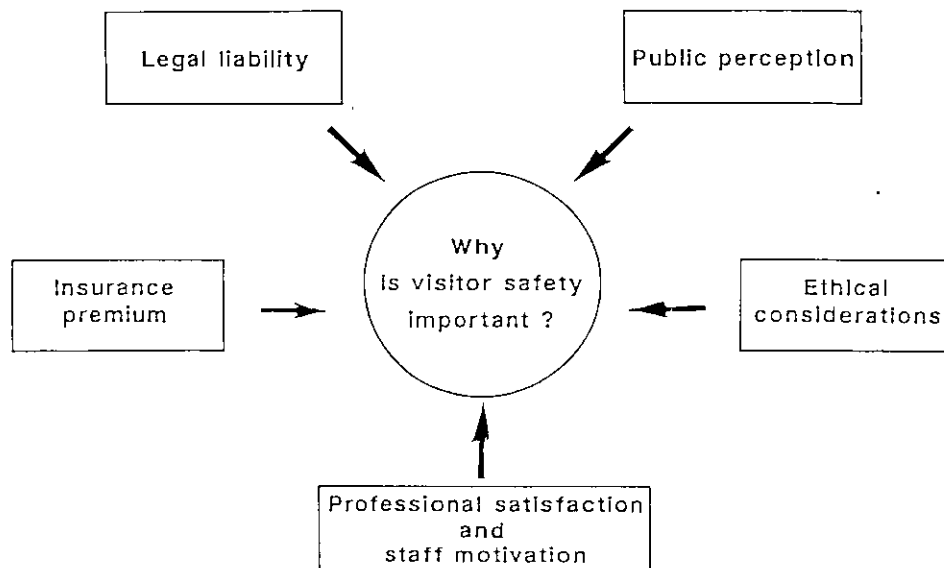 Legal liability
Public perception
Why
is visitor safety
important ?
Insurance
premium
Ethical
considerations
Professional satisfaction
and
staff motivation